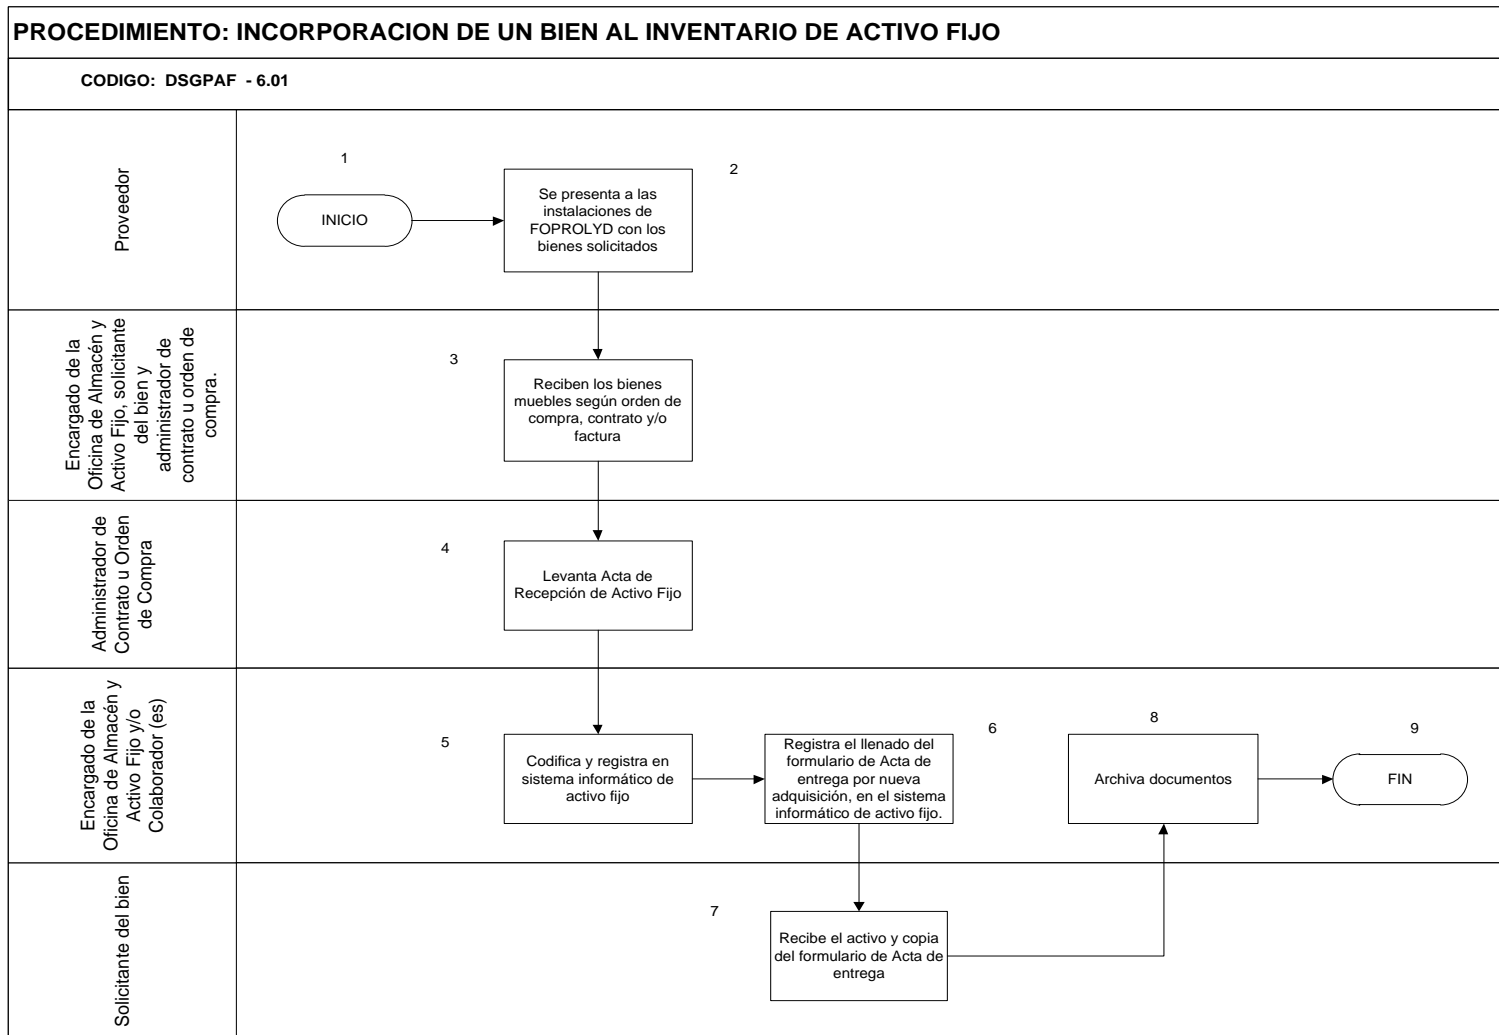 PROCEDIMIENTO: INCORPORACION DE UN BIEN AL INVENTARIO DE ACTIVO FIJO
CODIGO: DSGPAF - 6.01
Proveedor
1
INICIO
2
Se presenta a las
instalaciones de
FOPROLYD con los
bienes solicitados
Encargado de la
Oficina de Almacén y
Activo Fijo, solicitante
del bien y
administrador de
contrato u orden de
compra.
3
Reciben los bienes
muebles según orden de
compra, contrato y/o
factura
Administrador de
Contrato u Orden
de Compra
4
Levanta Acta de
Recepción de Activo Fijo
Encargado de la
Oficina de Almacén y
Activo Fijo y/o
Colaborador (es)
5
Codifica y registra en
sistema informático de
activo fijo
6
Registra el llenado del
formulario de Acta de
entrega por nueva
adquisición, en el sistema
informático de activo fijo.
8
Archiva documentos
9
FIN
Solicitante del bien
7
Recibe el activo y copia
del formulario de Acta de
entrega